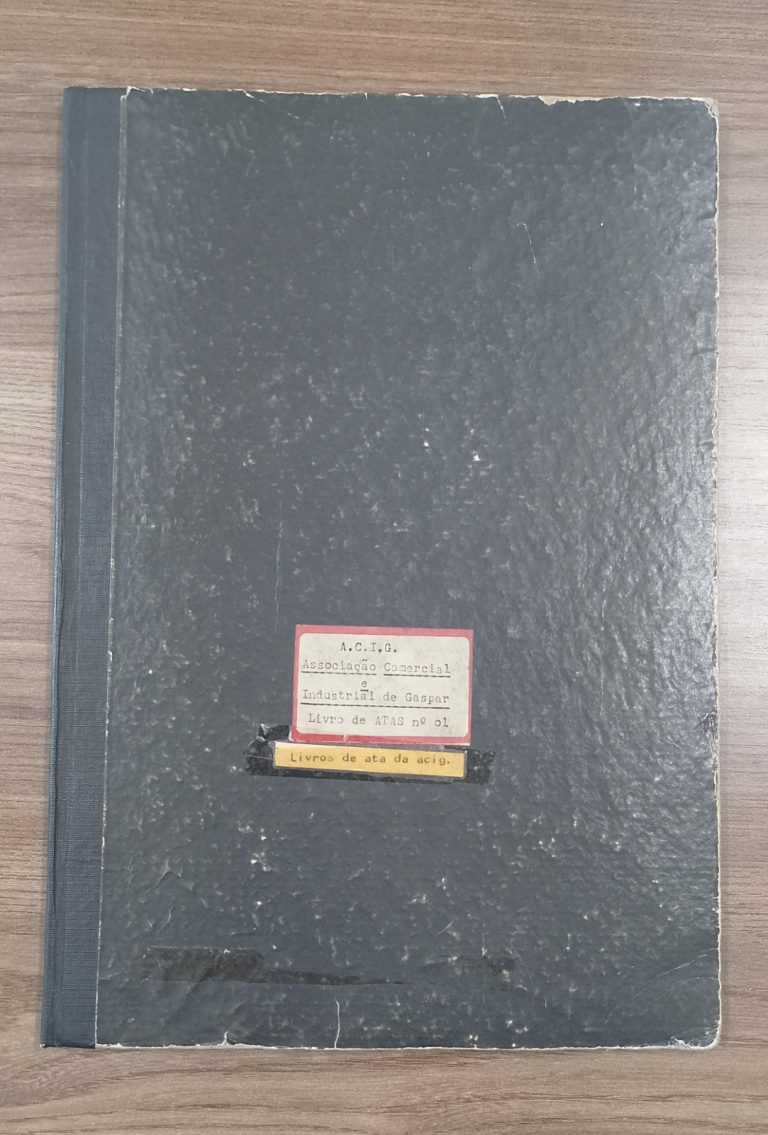 A.C.I.G.
Associação Comercial
e
Industrial de Gaspar
Livro de ATAS nº 01
Livros de ata da acig.